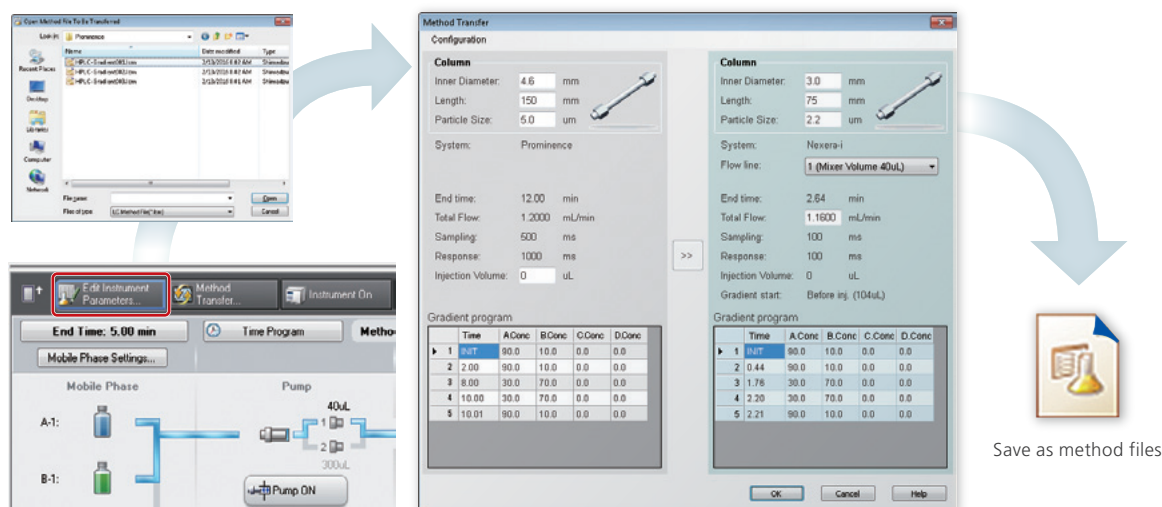 Open Method File To Be Transferred
Look in: Prominence
Name Date modified Type
Recent Places
Desktop
Libraries
Computer
Network
File name:
Files of type: Open
Cancel
Edit Instrument Parameters...
Method Transfer...
Instrument On
End Time: 5.00 min
Time Program
Metho
Mobile Phase Settings...
Mobile Phase
Pump
A-1:
B-1:
40uL
1
2
300uL
Pump ON
Method Transfer
Configuration
Column
Inner Diameter: 4.6 mm
Length: 150 mm
Particle Size: 5.0 um
System: Prominence
End time: 12.00 min
Total Flow: 1.2000 mL/min
Sampling: 500 ms
Response: 1000 ms
Injection Volume: 0 uL
Gradient program
Time A.Conc B.Conc C.Conc D.Conc
1 INIT 90.0 10.0 0.0 0.0
2 2.00 90.0 10.0 0.0 0.0
3 8.00 30.0 70.0 0.0 0.0
4 10.00 30.0 70.0 0.0 0.0
5 10.01 90.0 10.0 0.0 0.0
>>
Column
Inner Diameter: 3.0 mm
Length: 75 mm
Particle Size: 2.2 um
System: Nexera-i
Flow line: 1 (Mixer Volume 40uL)
End time: 2.64 min
Total Flow: 1.1600 mL/min
Sampling: 100 ms
Response: 100 ms
Injection Volume: 0 uL
Gradient start: Before inj. (104uL)
Gradient program
Time A.Conc B.Conc C.Conc D.Conc
1 INIT 90.0 10.0 0.0 0.0
2 0.44 90.0 10.0 0.0 0.0
3 1.76 30.0 70.0 0.0 0.0
4 2.20 30.0 70.0 0.0 0.0
5 2.21 90.0 10.0 0.0 0.0
OK Cancel Help
Save as method files